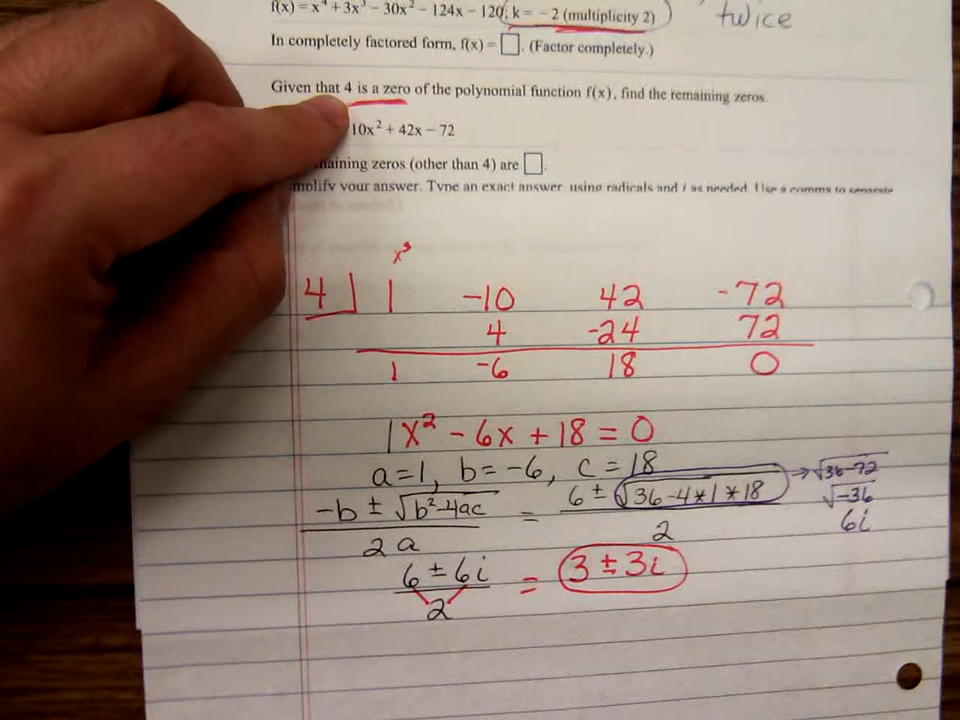 f(x) = x⁴ + 3x³ − 30x² − 124x − 120; k = − 2 (multiplicity 2) twice
In completely factored form, f(x) = □. (Factor completely.)
Given that 4 is a zero of the polynomial function f(x), find the remaining zeros.
10x² + 42x − 72
maining zeros (other than 4) are □.
mplify your answer. Type an exact answer, using radicals and i as needed. Use a comma to separate
x³
4 | 1 -10 42 -72
4 -24 72
1 -6 18 0
1x² - 6x + 18 = 0
a=1, b=-6, c=18
-b ± √b²-4ac / 2a = 6 ± √36-4*1*18 / 2 → √36-72
√-36
6i
6 ± 6i / 2 = 3 ± 3i